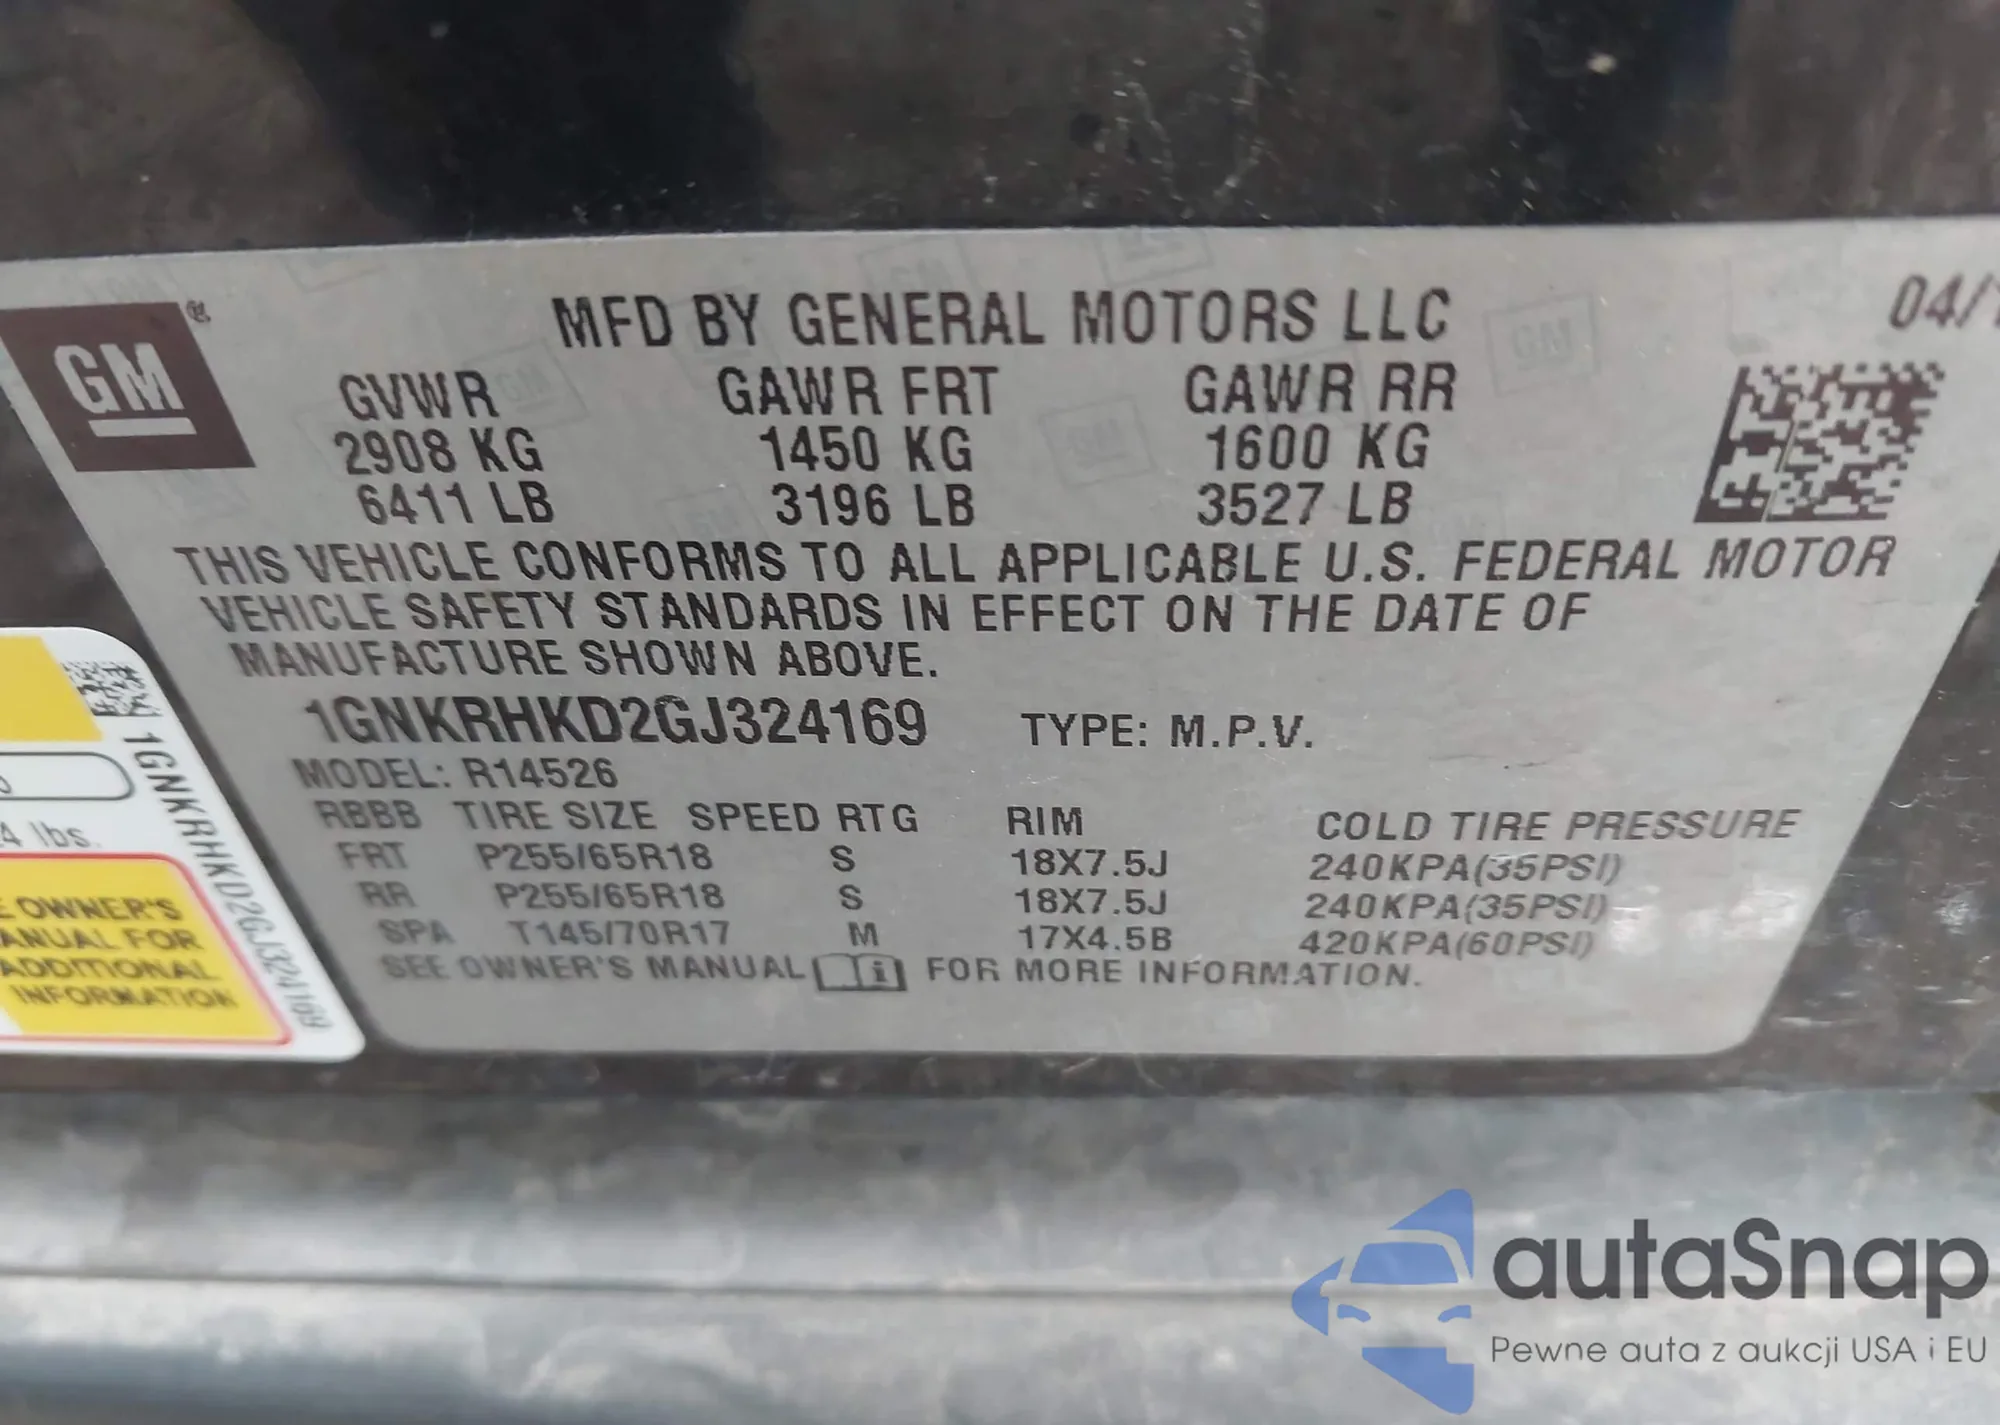 MFD BY GENERAL MOTORS LLC 04/1
GM ®
GVWR GAWR FRT GAWR RR
2908 KG 1450 KG 1600 KG
6411 LB 3196 LB 3527 LB
THIS VEHICLE CONFORMS TO ALL APPLICABLE U.S. FEDERAL MOTOR
VEHICLE SAFETY STANDARDS IN EFFECT ON THE DATE OF
MANUFACTURE SHOWN ABOVE.
1GNKRHKD2GJ324169 TYPE: M.P.V.
MODEL: R14526
RBBB TIRE SIZE SPEED RTG RIM COLD TIRE PRESSURE
FRT P255/65R18 S 18X7.5J 240KPA(35PSI)
RR P255/65R18 S 18X7.5J 240KPA(35PSI)
SPA T145/70R17 M 17X4.5B 420KPA(60PSI)
SEE OWNER'S MANUAL FOR MORE INFORMATION.
1GNKRHKD2GJ324169
4 lbs.
E OWNER'S
ANUAL FOR
ADDITIONAL
INFORMATION
autaSnap
Pewne auta z aukcji USA i EU